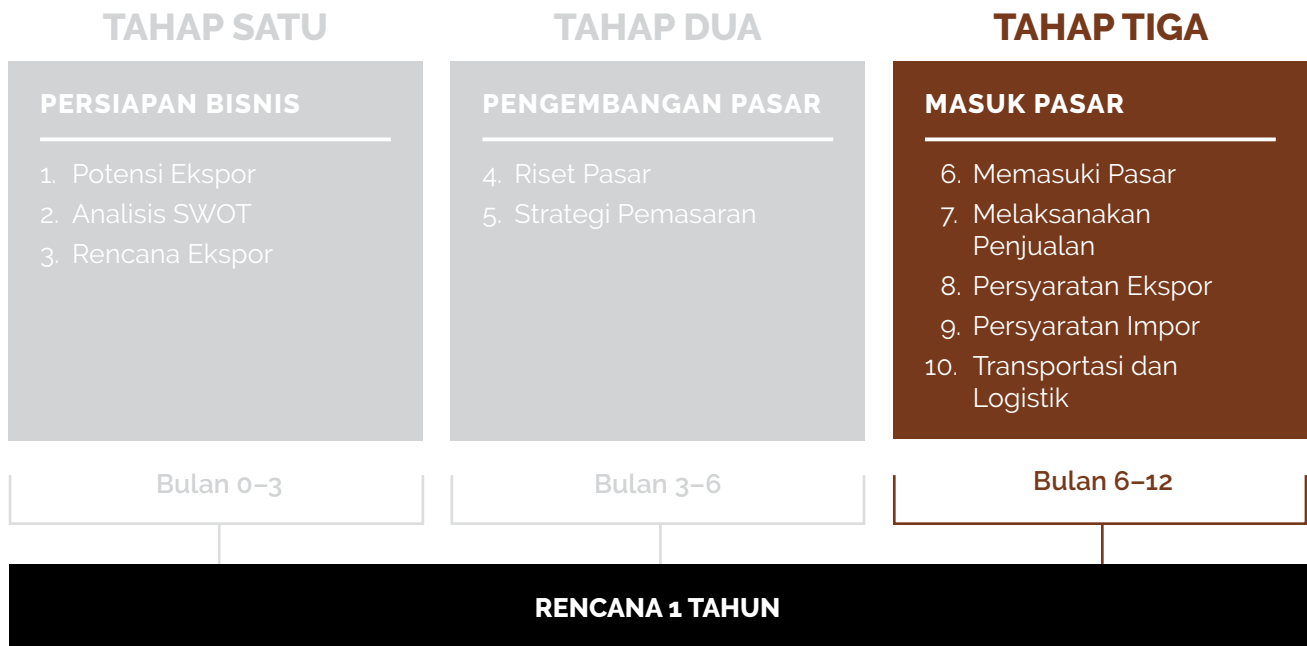 TAHAP SATU
PERSIAPAN BISNIS
1. Potensi Ekspor
2. Analisis SWOT
3. Rencana Ekspor
Bulan 0–3
TAHAP DUA
PENGEMBANGAN PASAR
4. Riset Pasar
5. Strategi Pemasaran
Bulan 3–6
TAHAP TIGA
MASUK PASAR
6. Memasuki Pasar
7. Melaksanakan
Penjualan
8. Persyaratan Ekspor
9. Persyaratan Impor
10. Transportasi dan
Logistik
Bulan 6–12
RENCANA 1 TAHUN